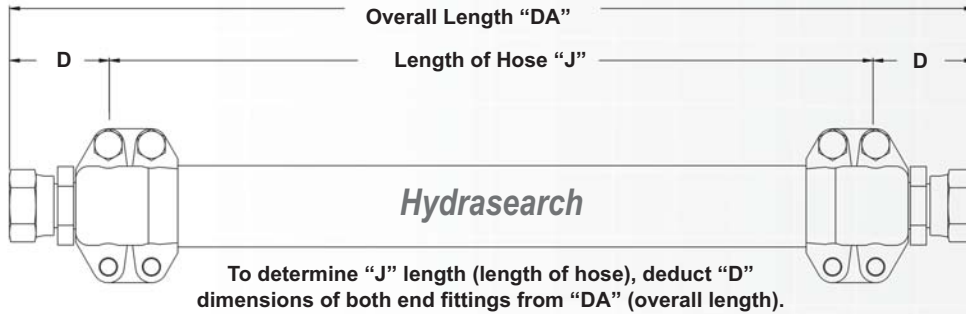 Overall Length “DA”
D Length of Hose “J” D
Hydrasearch
To determine “J” length (length of hose), deduct “D”
dimensions of both end fittings from “DA” (overall length).